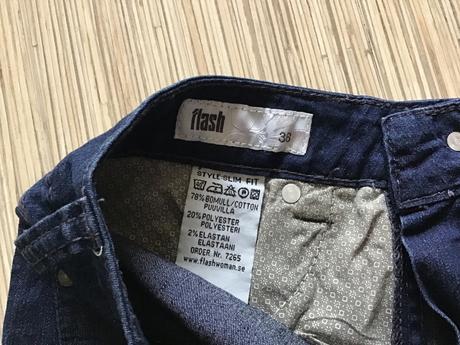 flash
36
STYLE: SLIM FIT
78% BOMULL/COTTON
PUUVILLA
20% POLYESTER
POLYESTERI
2% ELASTAN
ELASTAANI
ORDER Nr. 7265
www.flashwoman.se